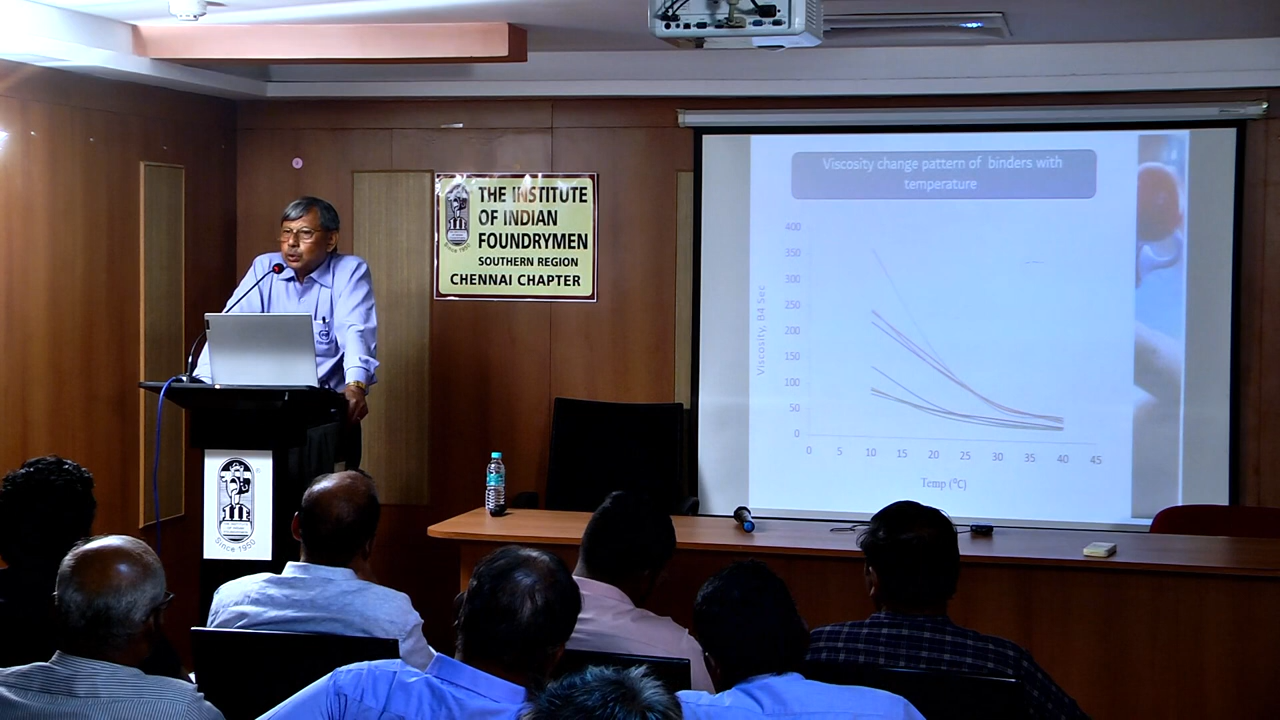 THE INSTITUTE
OF INDIAN
FOUNDRYMEN
SOUTHERN REGION
CHENNAI CHAPTER
Since 1950
Since 1950
Viscosity change pattern of binders with
temperature
400
350
300
250
200
150
100
50
0
Viscosity, B4 Sec
0 5 10 15 20 25 30 35 40 45
Temp (⁰C)